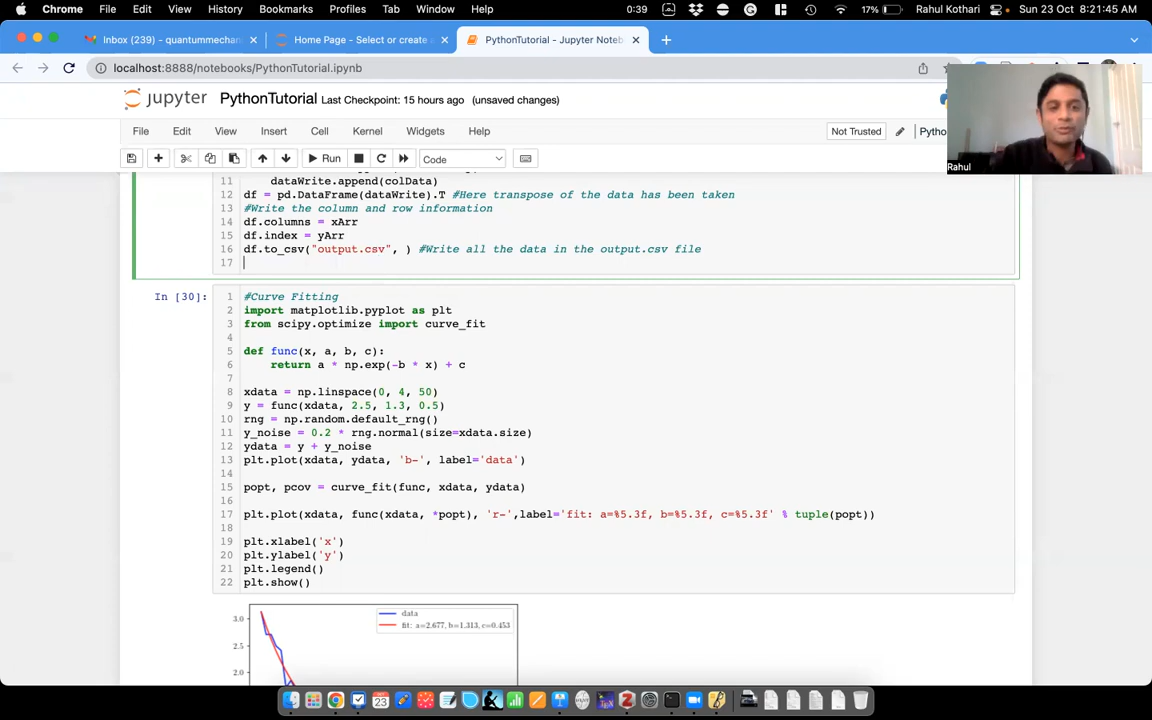 Chrome File Edit View History Bookmarks Profiles Tab Window Help 0:39 17% Rahul Kothari Sun 23 Oct 8:21:45 AM
Inbox (239) - quantummechan
Home Page - Select or create
PythonTutorial - Jupyter Noteb
localhost:8888/notebooks/PythonTutorial.ipynb
jupyter PythonTutorial Last Checkpoint: 15 hours ago (unsaved changes)
File Edit View Insert Cell Kernel Widgets Help Not Trusted Pytho
Run Code
Rahul
11 dataWrite.append(colData)
12 df = pd.DataFrame(dataWrite).T #Here transpose of the data has been taken
13 #Write the column and row information
14 df.columns = xArr
15 df.index = yArr
16 df.to_csv("output.csv", ) #Write all the data in the output.csv file
17
In [30]:
1 #Curve Fitting
2 import matplotlib.pyplot as plt
3 from scipy.optimize import curve_fit
4
5 def func(x, a, b, c):
6 return a * np.exp(-b * x) + c
7
8 xdata = np.linspace(0, 4, 50)
9 y = func(xdata, 2.5, 1.3, 0.5)
10 rng = np.random.default_rng()
11 y_noise = 0.2 * rng.normal(size=xdata.size)
12 ydata = y + y_noise
13 plt.plot(xdata, ydata, 'b-', label='data')
14
15 popt, pcov = curve_fit(func, xdata, ydata)
16
17 plt.plot(xdata, func(xdata, *popt), 'r-',label='fit: a=%5.3f, b=%5.3f, c=%5.3f' % tuple(popt))
18
19 plt.xlabel('x')
20 plt.ylabel('y')
21 plt.legend()
22 plt.show()
3.0
data
fit: a=2.677, b=1.313, c=0.453
2.5
2.0
23